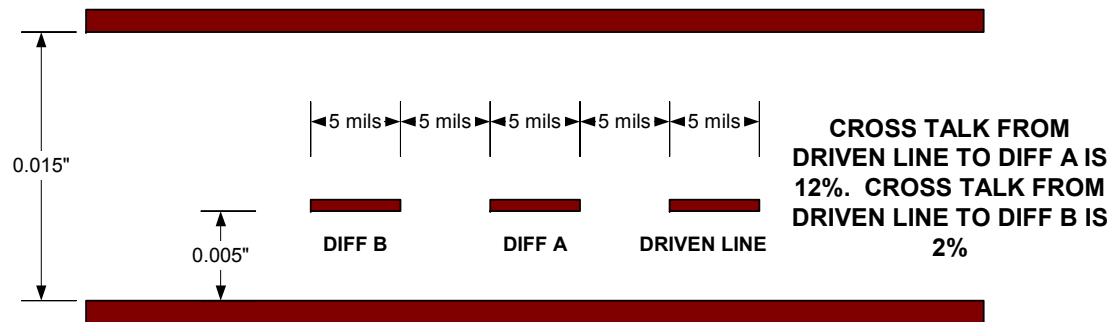 5 mils 5 mils 5 mils 5 mils 5 mils
0.015"
CROSS TALK FROM
DRIVEN LINE TO DIFF A IS
12%. CROSS TALK FROM
DRIVEN LINE TO DIFF B IS
2%
DIFF B DIFF A DRIVEN LINE
0.005"